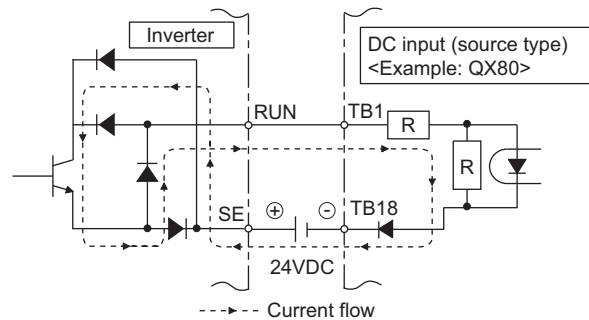 Inverter
DC input (source type)
<Example: QX80>
RUN
TB1
R
R
SE
+
-
TB18
24VDC
Current flow